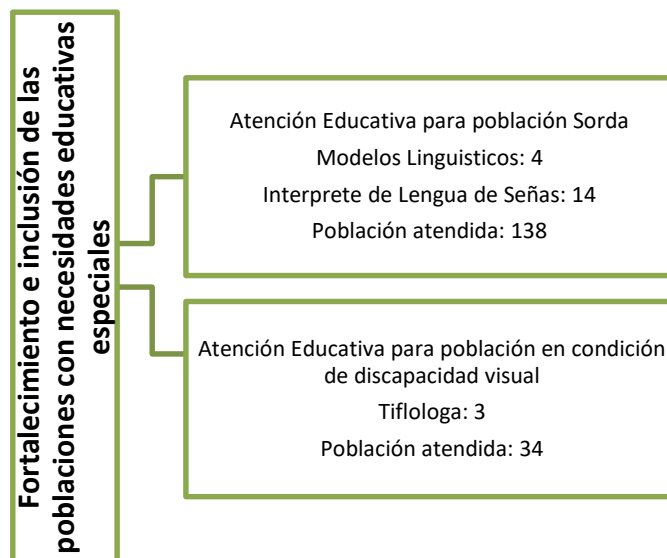 Fortalecimiento e inclusión de las
poblaciones con necesidades educativas
especiales
Atención Educativa para población Sorda
Modelos Linguisticos: 4
Interprete de Lengua de Señas: 14
Población atendida: 138
Atención Educativa para población en condición
de discapacidad visual
Tiflologa: 3
Población atendida: 34